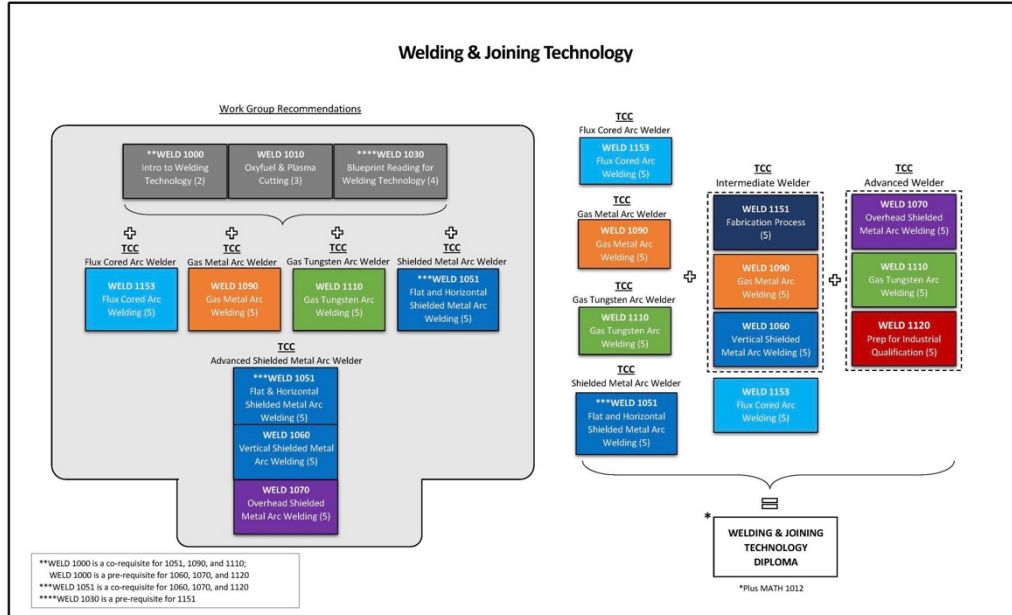 Welding & Joining Technology
Work Group Recommendations
**WELD 1000
Intro to Welding
Technology (2)
WELD 1010
Oxyfuel & Plasma
Cutting (3)
****WELD 1030
Blueprint Reading for
Welding Technology (4)
TCC
Flux Cored Arc Welder
WELD 1153
Flux Cored Arc
Welding (5)
TCC
Gas Metal Arc Welder
WELD 1090
Gas Metal Arc
Welding (5)
TCC
Gas Tungsten Arc Welder
WELD 1110
Gas Tungsten Arc
Welding (5)
TCC
Shielded Metal Arc Welder
***WELD 1051
Flat and Horizontal
Shielded Metal Arc
Welding (5)
TCC
Advanced Shielded Metal Arc Welder
***WELD 1051
Flat & Horizontal
Shielded Metal Arc
Welding (5)
WELD 1060
Vertical Shielded Metal
Arc Welding (5)
WELD 1070
Overhead Shielded
Metal Arc Welding (5)
**WELD 1000 is a co-requisite for 1051, 1090, and 1110;
WELD 1000 is a pre-requisite for 1060, 1070, and 1120
***WELD 1051 is a co-requisite for 1060, 1070, and 1120
****WELD 1030 is a pre-requisite for 1151
TCC
Flux Cored Arc Welder
WELD 1153
Flux Cored Arc
Welding (5)
TCC
Gas Metal Arc Welder
WELD 1090
Gas Metal Arc
Welding (5)
TCC
Gas Tungsten Arc Welder
WELD 1110
Gas Tungsten Arc
Welding (5)
TCC
Shielded Metal Arc Welder
***WELD 1051
Flat and Horizontal
Shielded Metal Arc
Welding (5)
TCC
Intermediate Welder
WELD 1151
Fabrication Process
(5)
WELD 1090
Gas Metal Arc
Welding (5)
WELD 1060
Vertical Shielded
Metal Arc Welding (5)
WELD 1153
Flux Cored Arc
Welding (5)
TCC
Advanced Welder
WELD 1070
Overhead Shielded
Metal Arc Welding (5)
WELD 1110
Gas Tungsten Arc
Welding (5)
WELD 1120
Prep for Industrial
Qualification (5)
*
WELDING & JOINING
TECHNOLOGY
DIPLOMA
*Plus MATH 1012